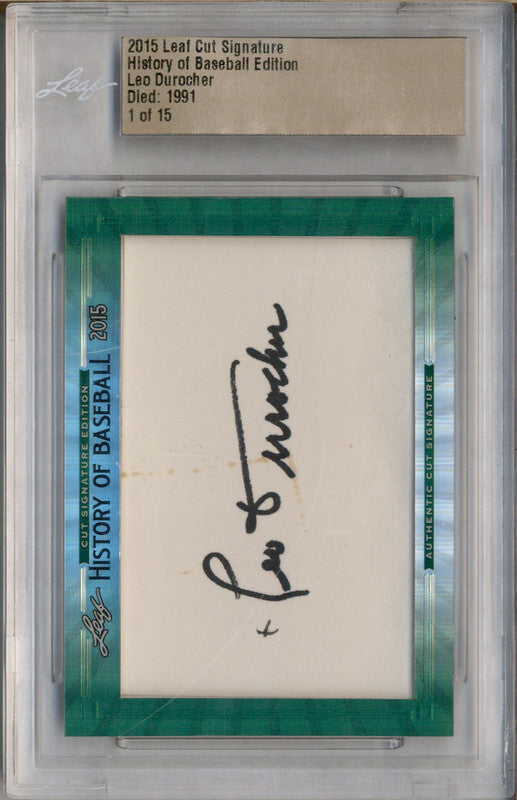 Leaf
2015 Leaf Cut Signature
History of Baseball Edition
Leo Durocher
Died: 1991
1 of 15
CUT SIGNATURE EDITION
Leaf HISTORY OF BASEBALL 2015
Leo Durocher
AUTHENTIC CUT SIGNATURE